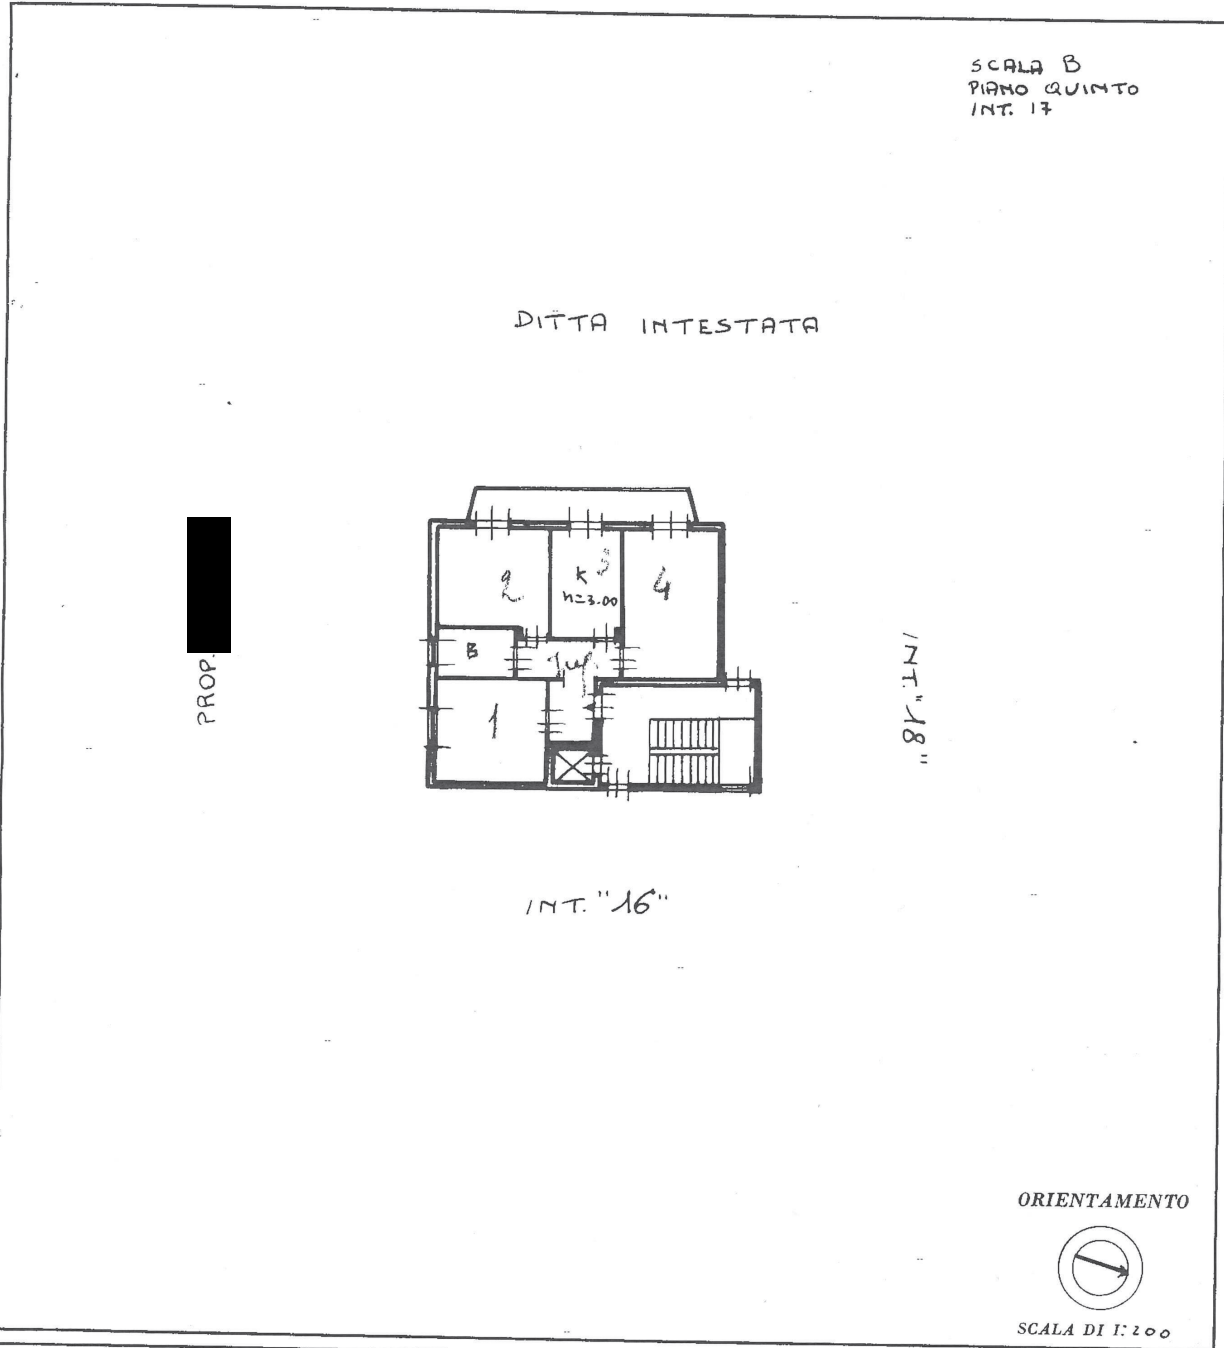 SCALA B
PIANO QUINTO
INT. 17
DITTA INTESTATA
PROP.
2
K 3
h=3.00
4
B
1
INT. "18"
INT. "16"
ORIENTAMENTO
SCALA DI 1:200